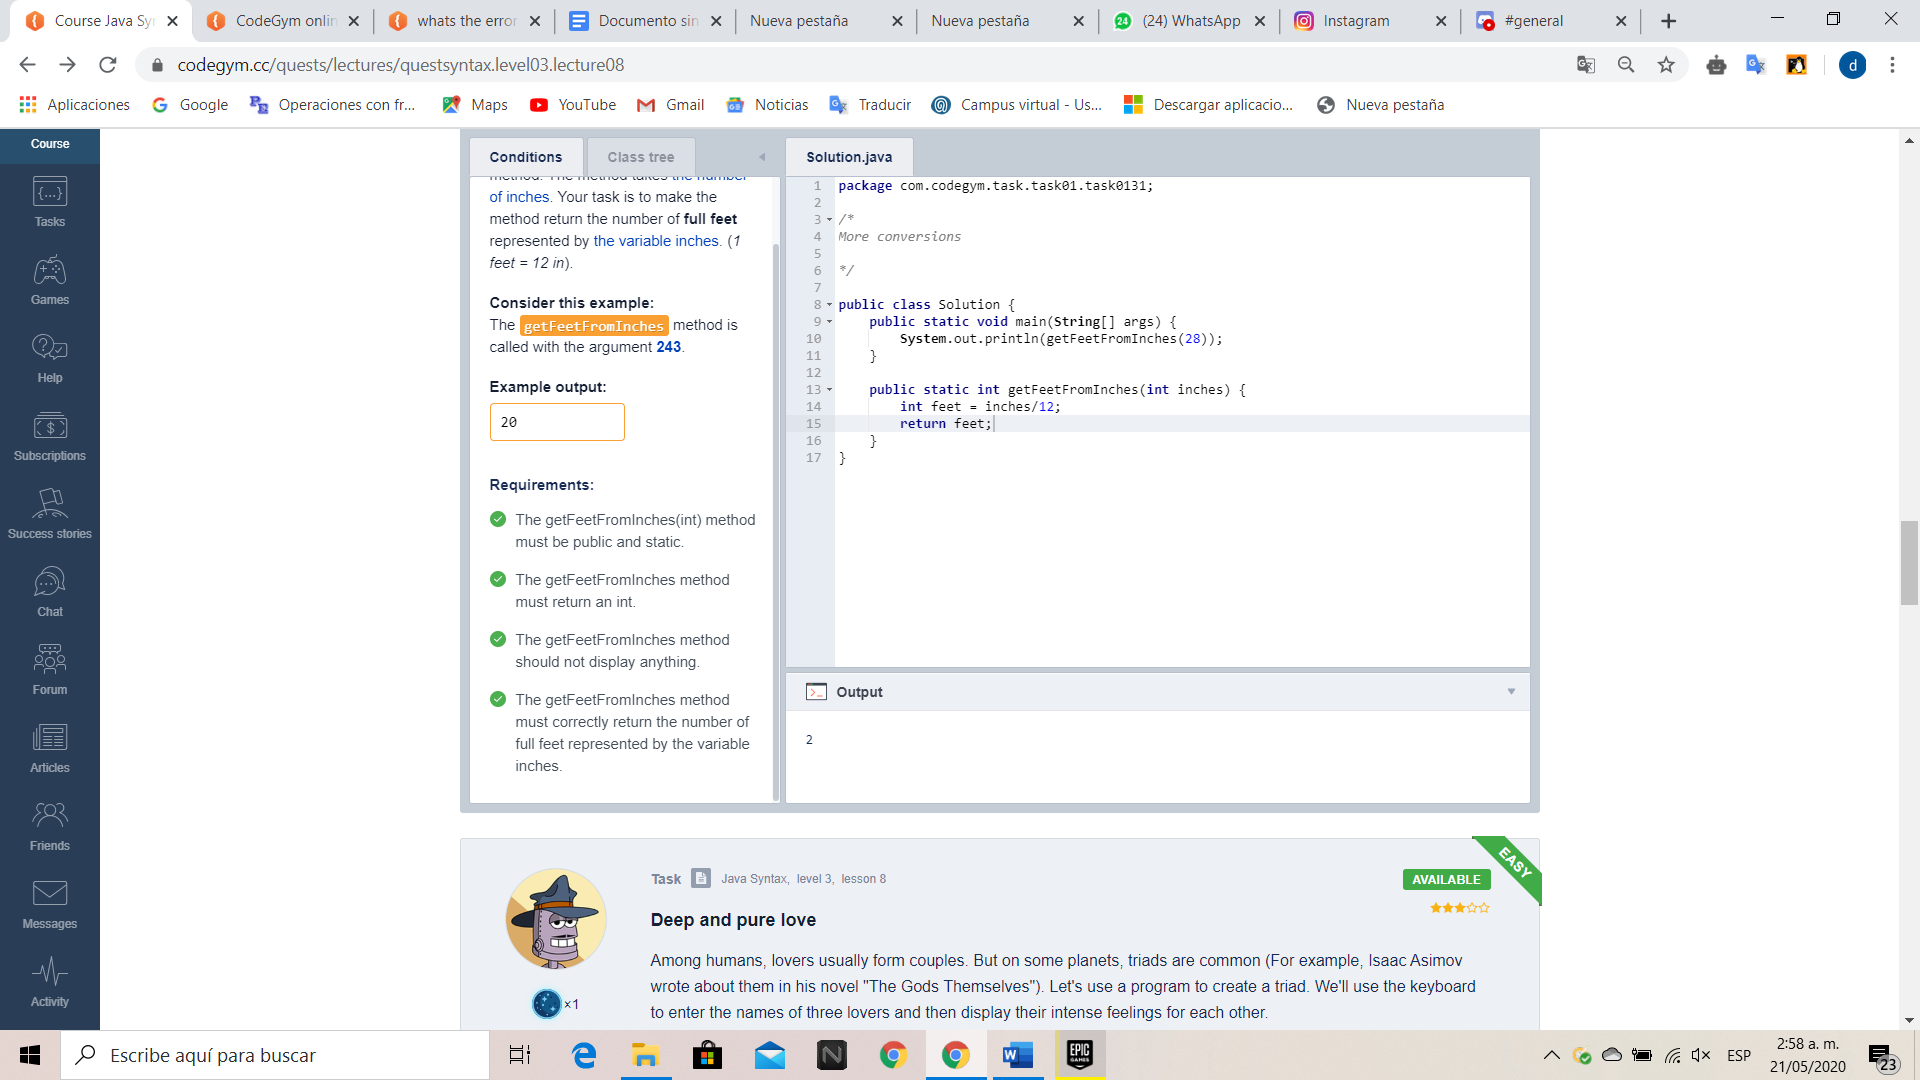 Course Java Sy
CodeGym onlin
whats the error
Documento sin
Nueva pestaña
Nueva pestaña
(24) WhatsApp
Instagram
#general
codegym.cc/quests/lectures/questsyntax.level03.lecture08
d
Aplicaciones
Google
Operaciones con fr...
Maps
YouTube
Gmail
Noticias
Traducir
Campus virtual - Us...
Descargar aplicacio...
Nueva pestaña
Course
Tasks
Games
Help
Subscriptions
Success stories
Chat
Forum
Articles
Friends
Messages
Activity
Conditions
Class tree
method. The method takes the number
of inches. Your task is to make the
method return the number of full feet
represented by the variable inches. (1
feet = 12 in).
Consider this example:
The getFeetFromInches method is
called with the argument 243.
Example output:
20
Requirements:
The getFeetFromInches(int) method
must be public and static.
The getFeetFromInches method
must return an int.
The getFeetFromInches method
should not display anything.
The getFeetFromInches method
must correctly return the number of
full feet represented by the variable
inches.
Solution.java
1 package com.codegym.task.task01.task0131;
2
3 /*
4 More conversions
5
6 */
7
8 public class Solution {
9 public static void main(String[] args) {
10 System.out.println(getFeetFromInches(28));
11 }
12
13 public static int getFeetFromInches(int inches) {
14 int feet = inches/12;
15 return feet;
16 }
17 }
Output
2
Task
Java Syntax, level 3, lesson 8
AVAILABLE
EASY
Deep and pure love
Among humans, lovers usually form couples. But on some planets, triads are common (For example, Isaac Asimov
wrote about them in his novel "The Gods Themselves"). Let's use a program to create a triad. We'll use the keyboard
to enter the names of three lovers and then display their intense feelings for each other.
x1
Escribe aquí para buscar
EPIC
GAMES
ESP
2:58 a. m.
21/05/2020
23